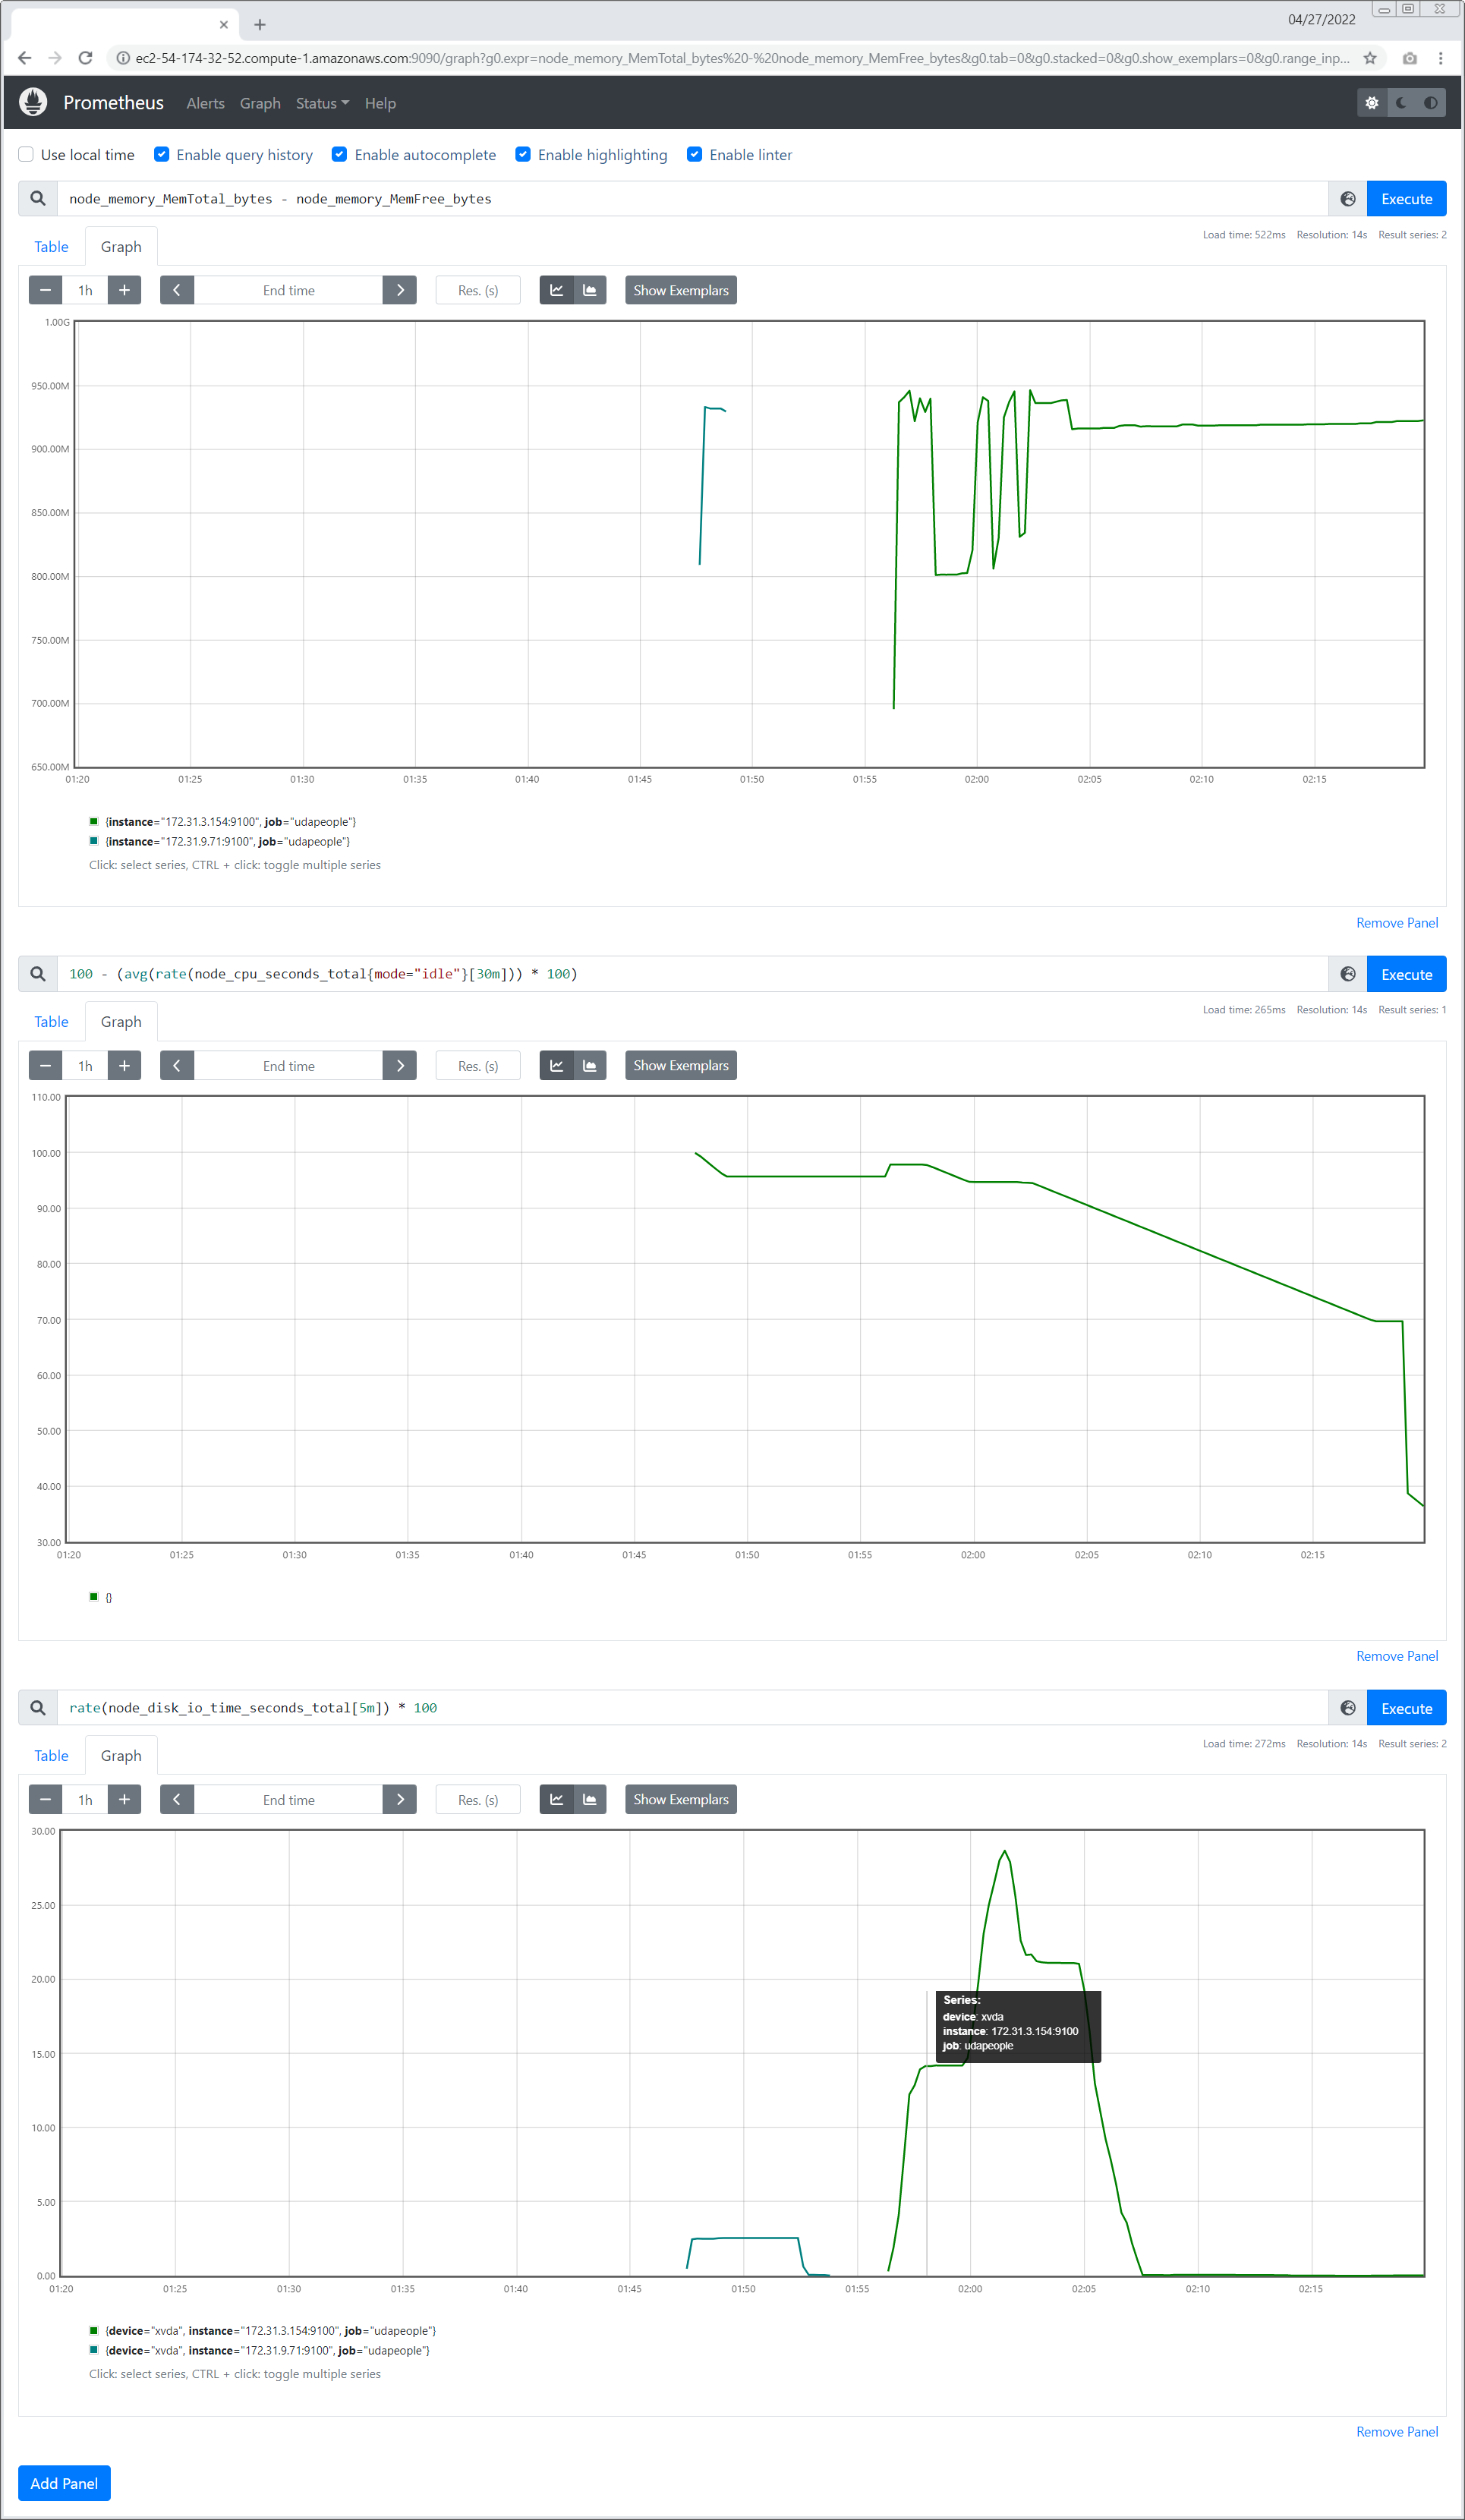 04/27/2022
ec2-54-174-32-52.compute-1.amazonaws.com:9090/graph?g0.expr=node_memory_MemTotal_bytes%20-%20node_memory_MemFree_bytes&g0.tab=0&g0.stacked=0&g0.show_exemplars=0&g0.range_inp...
Prometheus Alerts Graph Status Help
Use local time Enable query history Enable autocomplete Enable highlighting Enable linter
node_memory_MemTotal_bytes - node_memory_MemFree_bytes Execute
Load time: 522ms Resolution: 14s Result series: 2
Table Graph
1h End time Res. (s) Show Exemplars
1.00G
950.00M
900.00M
850.00M
800.00M
750.00M
700.00M
650.00M
01:20 01:25 01:30 01:35 01:40 01:45 01:50 01:55 02:00 02:05 02:10 02:15
{instance="172.31.3.154:9100", job="udapeople"}
{instance="172.31.9.71:9100", job="udapeople"}
Click: select series, CTRL + click: toggle multiple series
Remove Panel
100 - (avg(rate(node_cpu_seconds_total{mode="idle"}[30m])) * 100) Execute
Load time: 265ms Resolution: 14s Result series: 1
Table Graph
1h End time Res. (s) Show Exemplars
110.00
100.00
90.00
80.00
70.00
60.00
50.00
40.00
30.00
01:20 01:25 01:30 01:35 01:40 01:45 01:50 01:55 02:00 02:05 02:10 02:15
{}
Remove Panel
rate(node_disk_io_time_seconds_total[5m]) * 100 Execute
Load time: 272ms Resolution: 14s Result series: 2
Table Graph
1h End time Res. (s) Show Exemplars
30.00
25.00
20.00
Series:
device: xvda
instance: 172.31.3.154:9100
job: udapeople
15.00
10.00
5.00
0.00
01:20 01:25 01:30 01:35 01:40 01:45 01:50 01:55 02:00 02:05 02:10 02:15
{device="xvda", instance="172.31.3.154:9100", job="udapeople"}
{device="xvda", instance="172.31.9.71:9100", job="udapeople"}
Click: select series, CTRL + click: toggle multiple series
Remove Panel
Add Panel